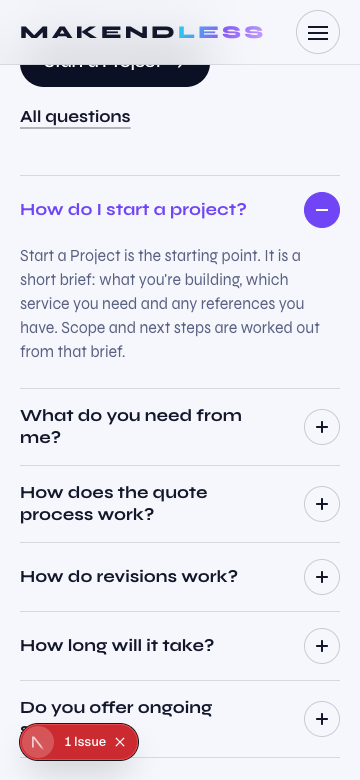 MAKENDLESS
Start a Project
All questions
How do I start a project?
Start a Project is the starting point. It is a
short brief: what you're building, which
service you need and any references you
have. Scope and next steps are worked out
from that brief.
What do you need from
me?
How does the quote
process work?
How do revisions work?
How long will it take?
Do you offer ongoing
1 Issue